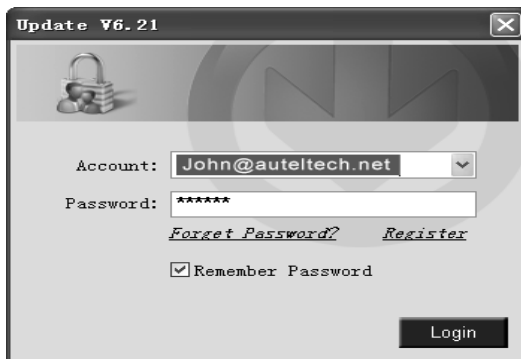 Update V6.21
Account: John@auteltech.net
Password: ******
Forget Password? Register
Remember Password
Login